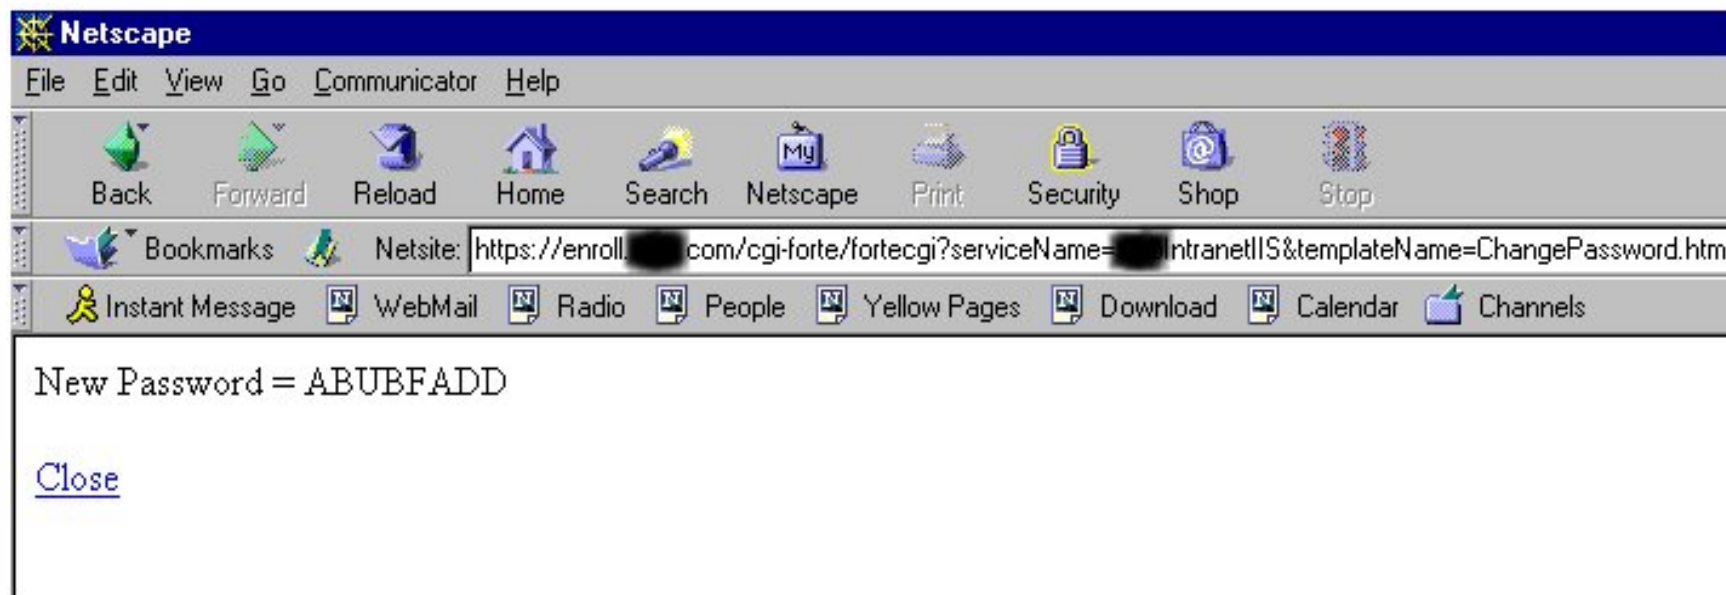 Netscape
File Edit View Go Communicator Help
My
Back Forward Reload Home Search Netscape Print Security Shop Stop
Bookmarks Netsite: https://enroll. com/cgi-forte/fortecgi?serviceName= IntranetIIS&templateName=ChangePassword.htm
Instant Message WebMail Radio People Yellow Pages Download Calendar Channels
New Password = ABUBFADD
Close